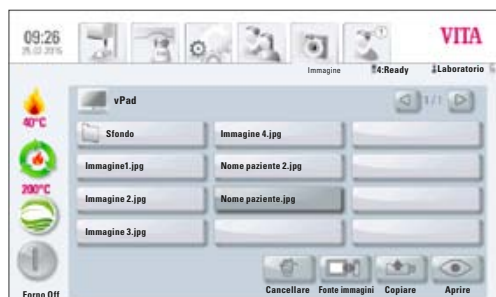 09:26
25.03.2015
VITA
Immagine
4:Ready
Laboratorio
vPad
1/1
40°C
Sfondo
Immagine 4.jpg
Immagine1.jpg
Nome paziente 2.jpg
200°C
Immagine 2.jpg
Nome paziente.jpg
Immagine 3.jpg
Cancellare
Fonte immagini
Copiare
Aprire
Forno Off